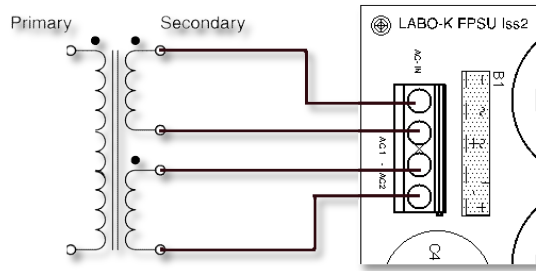 Primary
Secondary
LABO-K FPSU Iss2
AC-IN
B1
AC1 - AC2
C4